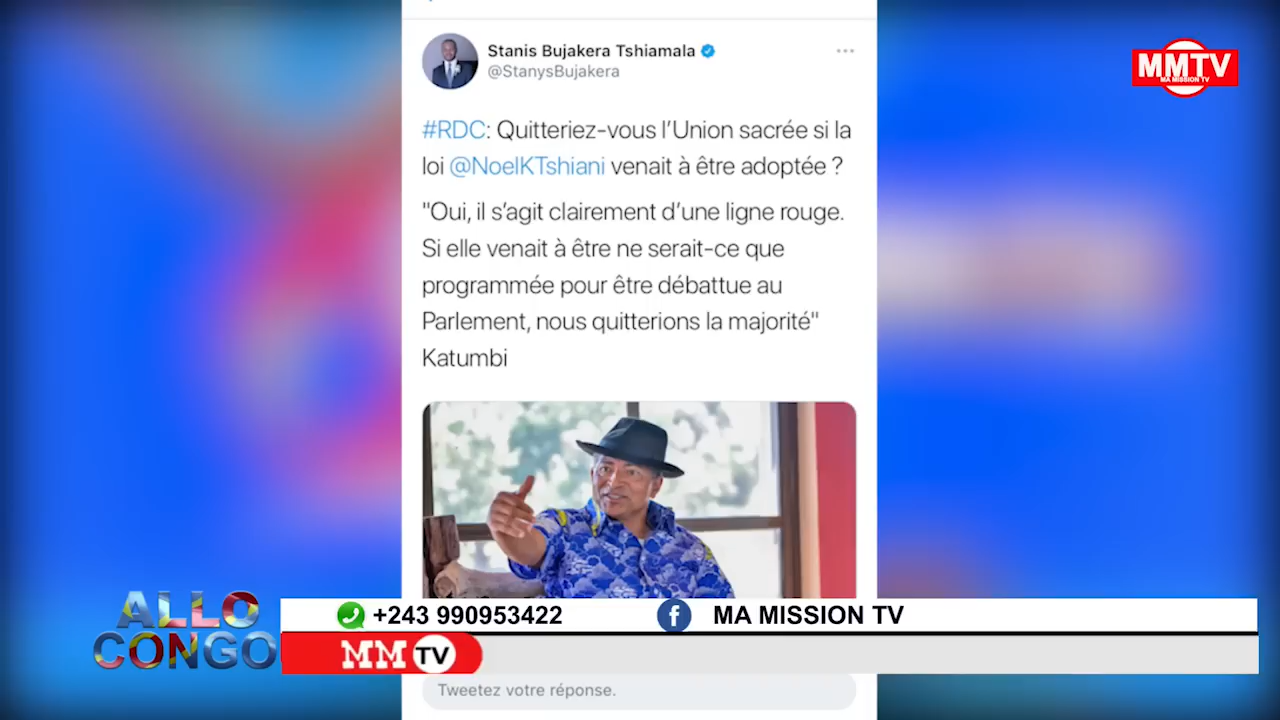 Stanis Bujakera Tshiamala
@StanysBujakera
MMTV
MA MISSION TV
#RDC: Quitteriez-vous l'Union sacrée si la
loi @NoelKTshiani venait à être adoptée ?
"Oui, il s'agit clairement d'une ligne rouge.
Si elle venait à être ne serait-ce que
programmée pour être débattue au
Parlement, nous quitterions la majorité"
Katumbi
ALLO
CONGO
+243 990953422
MA MISSION TV
MM TV
Tweetez votre réponse.